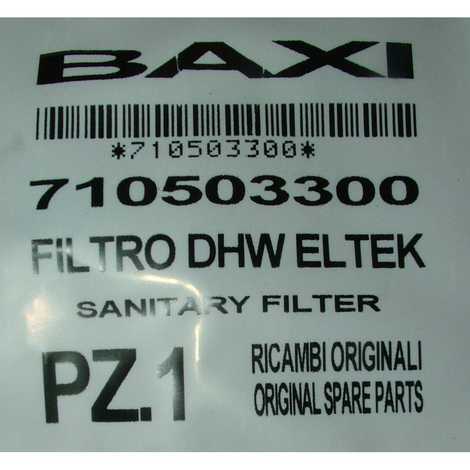 BAXI
*710503300*
710503300
FILTRO DHW ELTEK
SANITARY FILTER
PZ.1
RICAMBI ORIGINALI
ORIGINAL SPARE PARTS